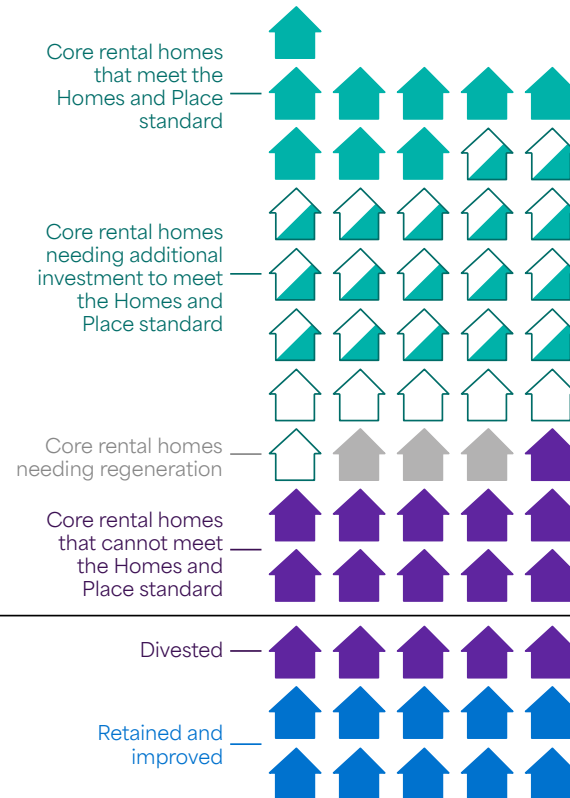 Core rental homes
that meet the
Homes and Place
standard
Core rental homes
needing additional
investment to meet
the Homes and
Place standard
Core rental homes
needing regeneration
Core rental homes
that cannot meet
the Homes and
Place standard
Divested
Retained and
improved